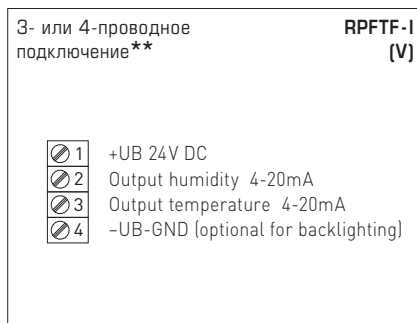 3- или 4-проводное RPFTF-I
подключение** (V)
1 +UB 24V DC
2 Output humidity 4-20mA
3 Output temperature 4-20mA
4 –UB-GND (optional for backlighting)